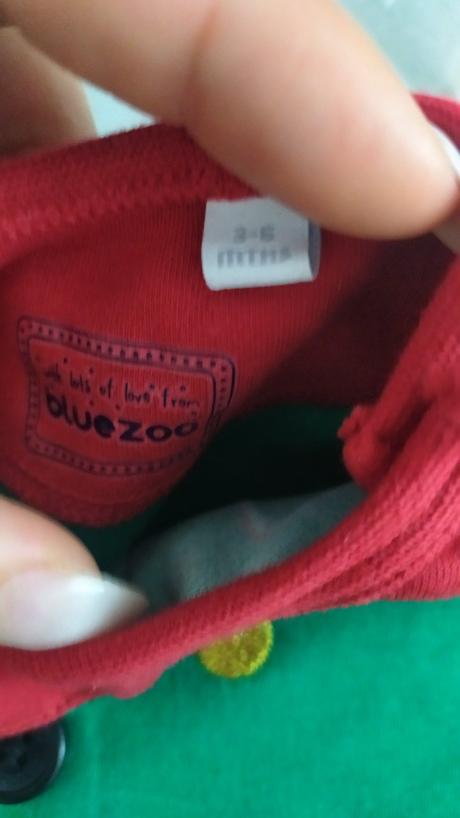 3-6
mths
with lots of love from
bluezoo